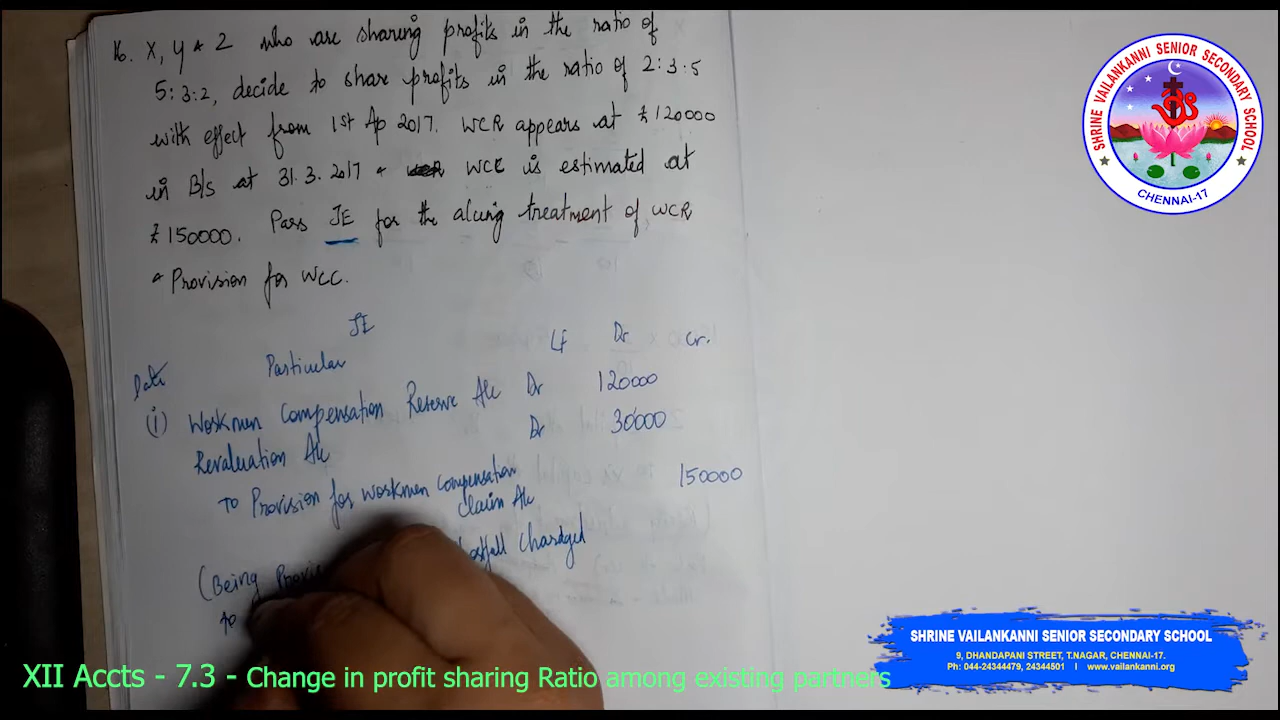 16. X, Y & Z who are sharing profits in the ratio of
5:3:2, decide to share profits in the ratio of 2:3:5
with effect from 1st Ap 2017. WCR appears at ₹120000
in B/s at 31.3.2017 & WCC is estimated at
₹150000. Pass JE for the a/cing treatment of WCR
& Provision for WCC.
JE
Date Particular LF Dr Cr.
(i) Workmen Compensation Reserve A/c Dr 120000
Revaluation A/c Dr 30000
To Provision for Workmen Compensation
Claim A/c 150000
(Being Charged
to
SHRINE VAILANKANNI SENIOR SECONDARY SCHOOL
CHENNAI-17
SHRINE VAILANKANNI SENIOR SECONDARY SCHOOL
9, DHANDAPANI STREET, T.NAGAR, CHENNAI-17.
Ph: 044-24344479, 24344501 I www.vailankanni.org
XII Accts - 7.3 - Change in profit sharing Ratio among existing partners